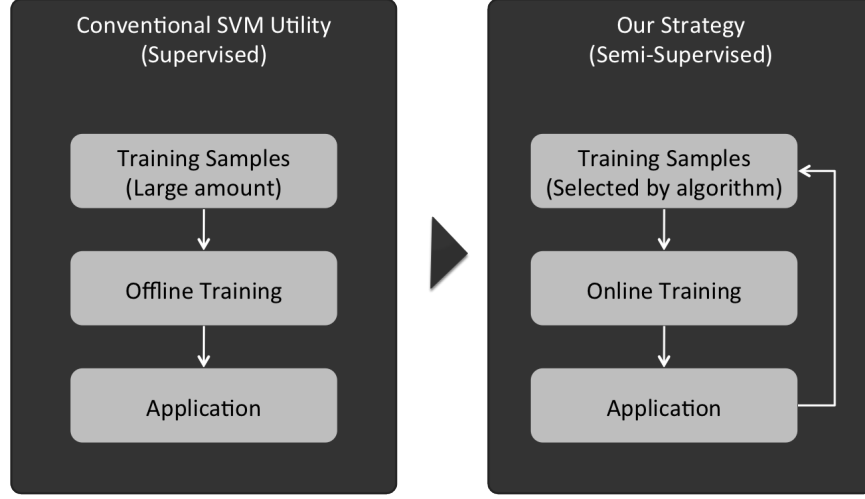 Conventional SVM Utility
(Supervised)
Training Samples
(Large amount)
Offline Training
Application
Our Strategy
(Semi-Supervised)
Training Samples
(Selected by algorithm)
Online Training
Application